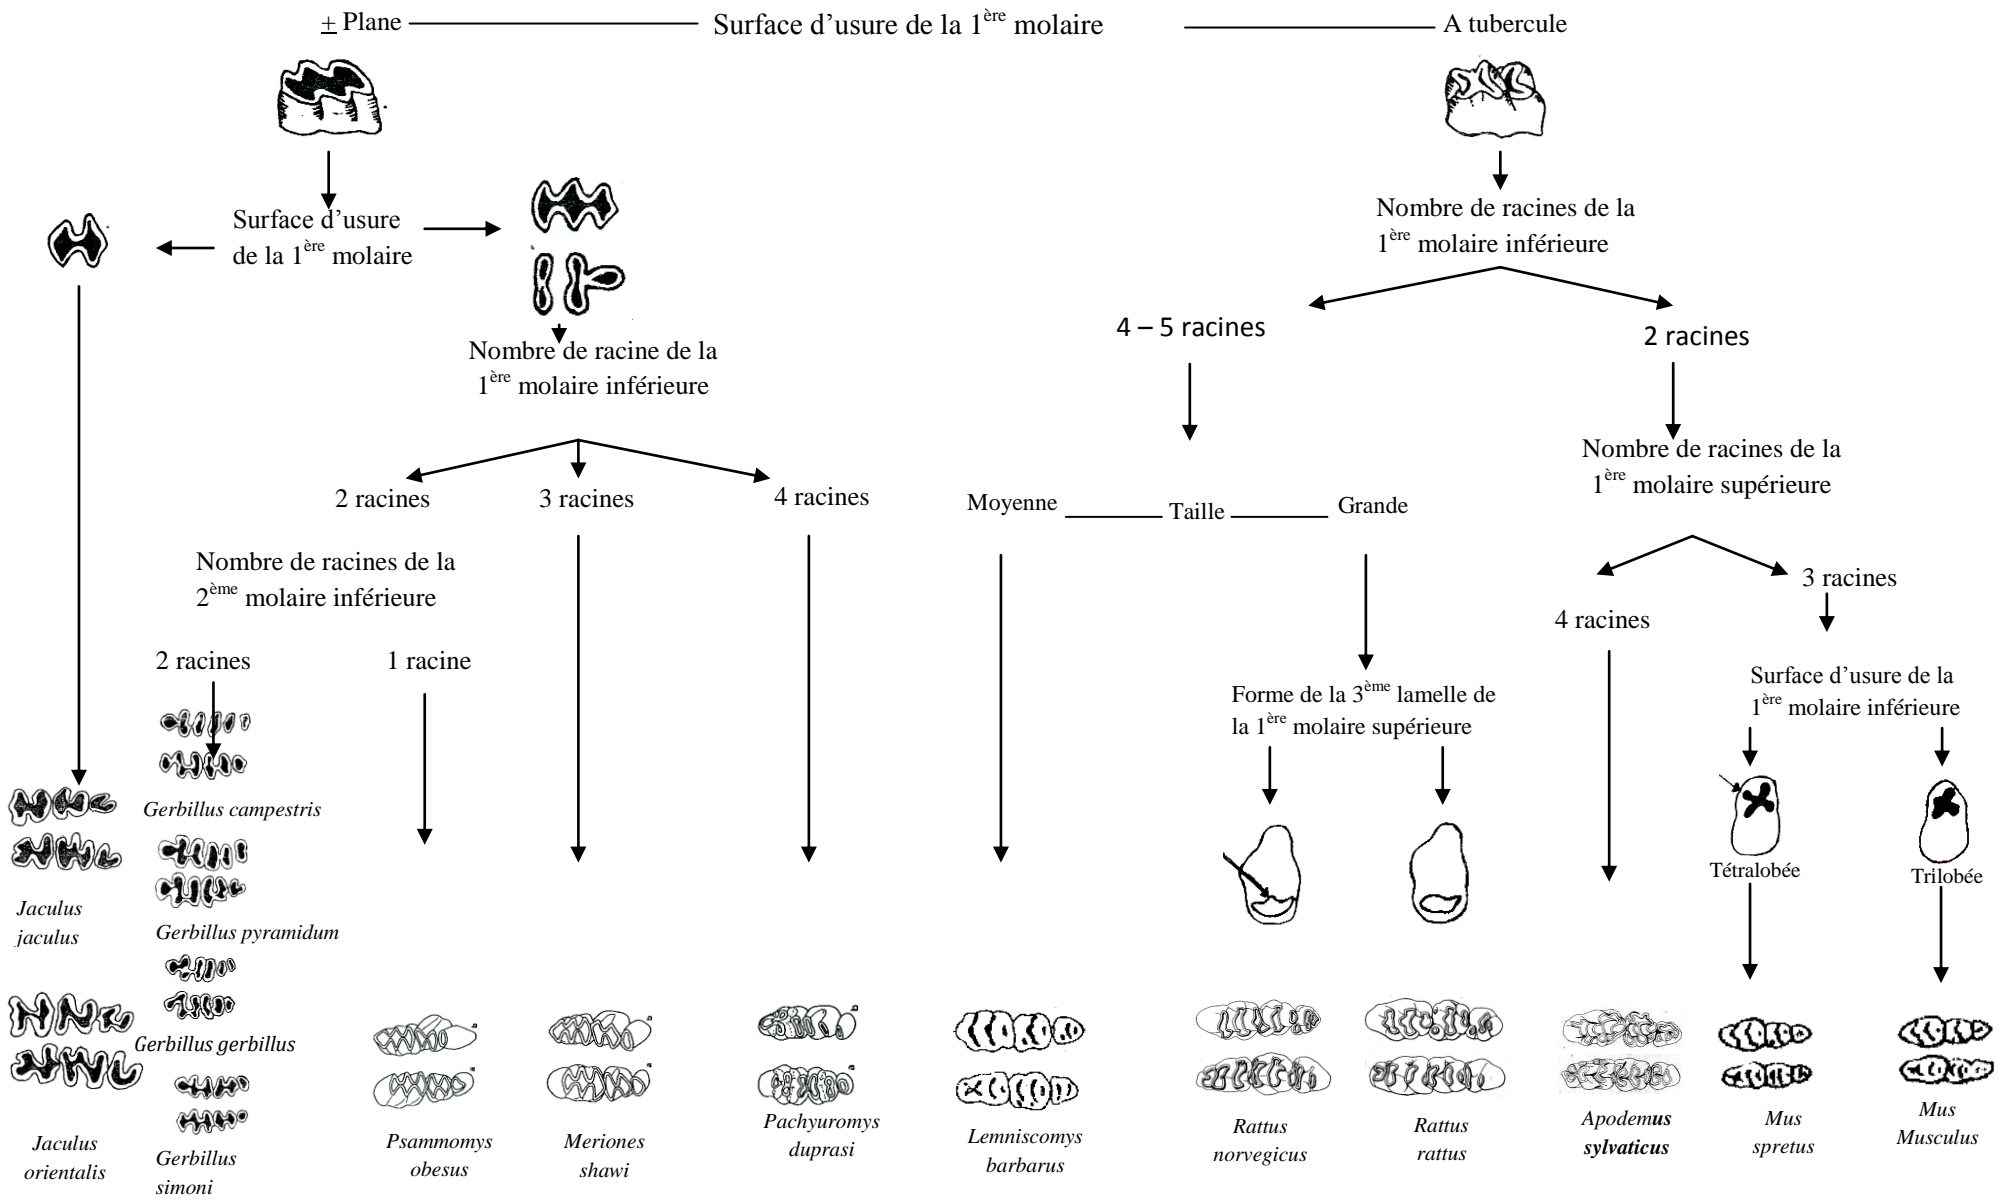 ± Plane
Surface d’usure de la 1ère molaire
A tubercule
Surface d’usure
de la 1ère molaire
Nombre de racines de la
1ère molaire inférieure
4 – 5 racines
2 racines
Nombre de racine de la
1ère molaire inférieure
Nombre de racines de la
1ère molaire supérieure
2 racines
3 racines
4 racines
Moyenne
Taille
Grande
Nombre de racines de la
2ème molaire inférieure
3 racines
4 racines
2 racines
1 racine
Forme de la 3ème lamelle de
la 1ère molaire supérieure
Surface d’usure de la
1ère molaire inférieure
Gerbillus campestris
Tétralobée
Trilobée
Jaculus
jaculus
Gerbillus pyramidum
Gerbillus gerbillus
Jaculus
orientalis
Gerbillus
simoni
Psammomys
obesus
Meriones
shawi
Pachyuromys
duprasi
Lemniscomys
barbarus
Rattus
norvegicus
Rattus
rattus
Apodemus
sylvaticus
Mus
spretus
Mus
Musculus